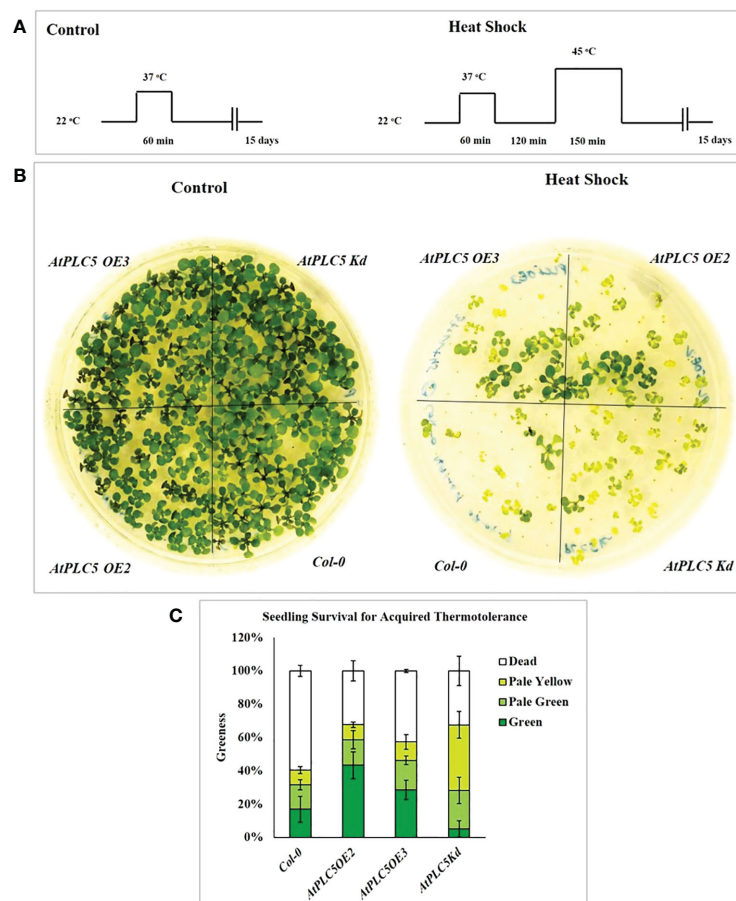 A
Control
Heat Shock
37 °C
22 °C
60 min
15 days
45 °C
37 °C
22 °C
60 min
120 min
150 min
15 days
B
Control
Heat Shock
AtPLC5 OE3
AtPLC5 Kd
AtPLC5 OE2
Col-0
AtPLC5 OE3
AtPLC5 OE2
Col-0
AtPLC5 Kd
C
Seedling Survival for Acquired Thermotolerance
Greeness
120%
100%
80%
60%
40%
20%
0%
Dead
Pale Yellow
Pale Green
Green
Col-0
AtPLC5OE2
AtPLC5OE3
AtPLC5Kd